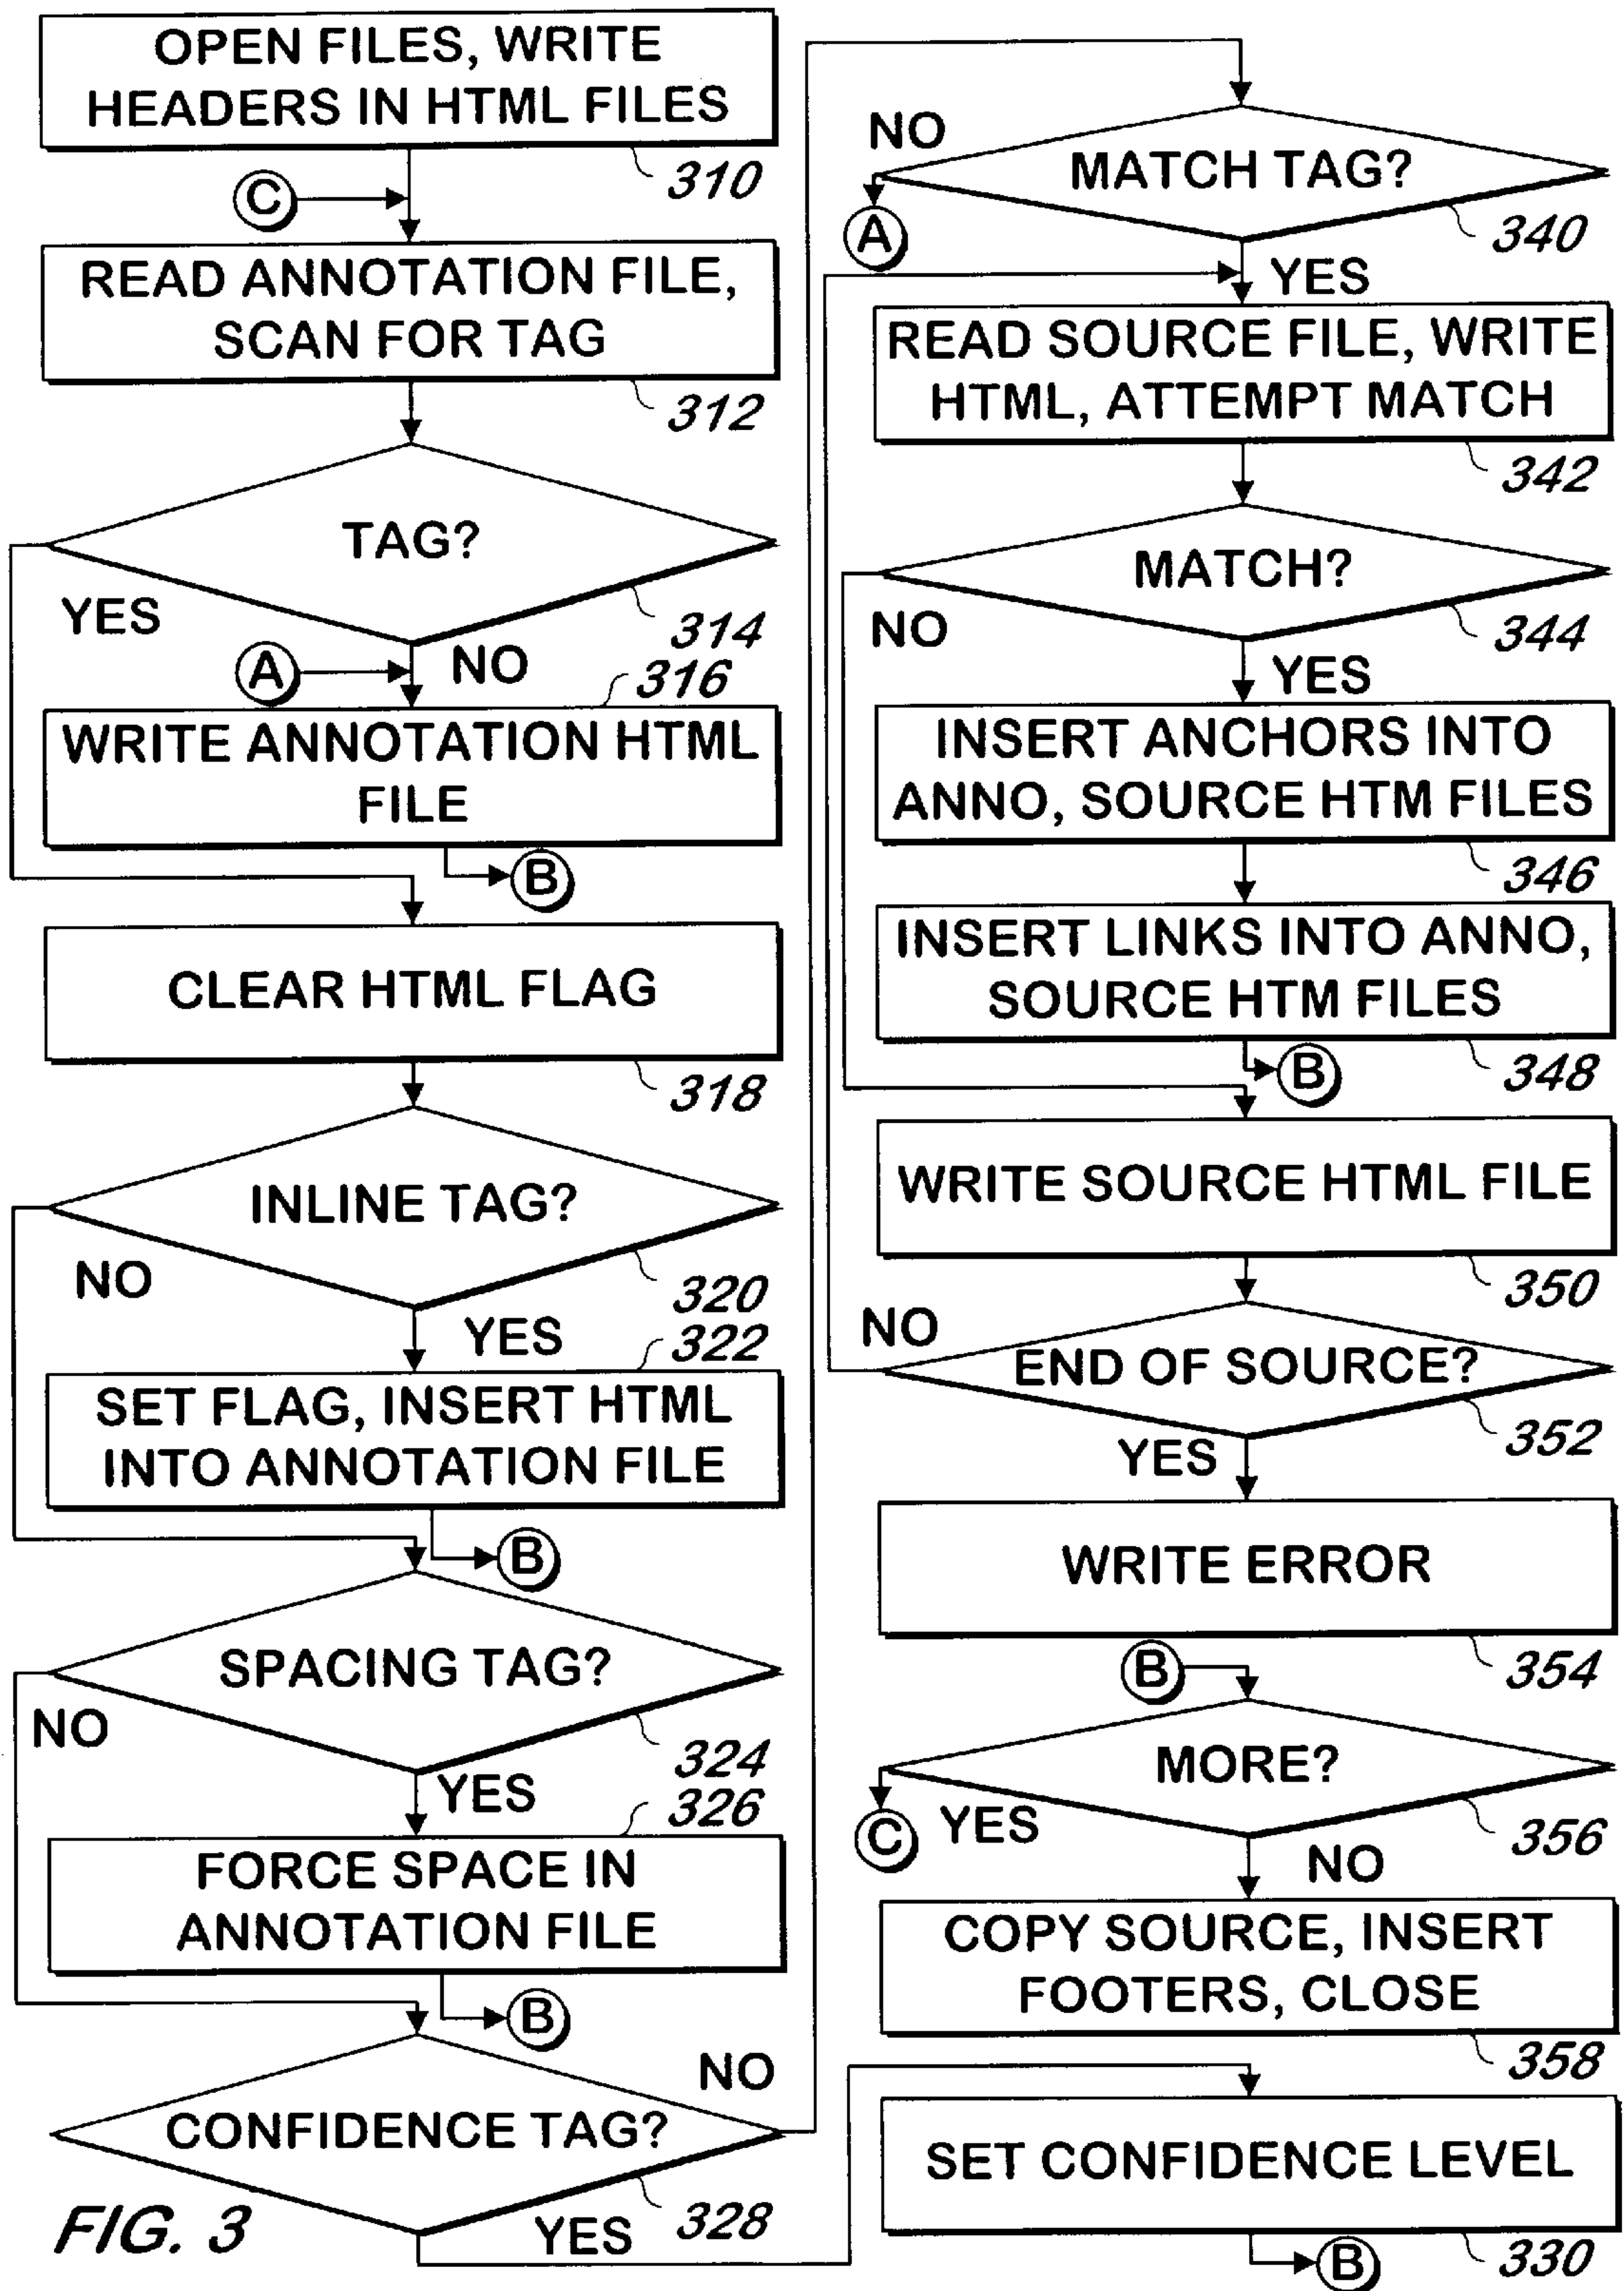 OPEN FILES, WRITE
HEADERS IN HTML FILES
310
C
READ ANNOTATION FILE,
SCAN FOR TAG
312
TAG?
YES
314
A
NO
316
WRITE ANNOTATION HTML
FILE
B
CLEAR HTML FLAG
318
INLINE TAG?
NO
320
YES
322
SET FLAG, INSERT HTML
INTO ANNOTATION FILE
B
SPACING TAG?
NO
324
YES
326
FORCE SPACE IN
ANNOTATION FILE
B
NO
CONFIDENCE TAG?
328
YES
FIG. 3
NO
MATCH TAG?
A
340
YES
READ SOURCE FILE, WRITE
HTML, ATTEMPT MATCH
342
MATCH?
NO
344
YES
INSERT ANCHORS INTO
ANNO, SOURCE HTM FILES
346
INSERT LINKS INTO ANNO,
SOURCE HTM FILES
B
348
WRITE SOURCE HTML FILE
350
NO
END OF SOURCE?
352
YES
WRITE ERROR
354
B
MORE?
C
YES
356
NO
COPY SOURCE, INSERT
FOOTERS, CLOSE
358
SET CONFIDENCE LEVEL
330
B